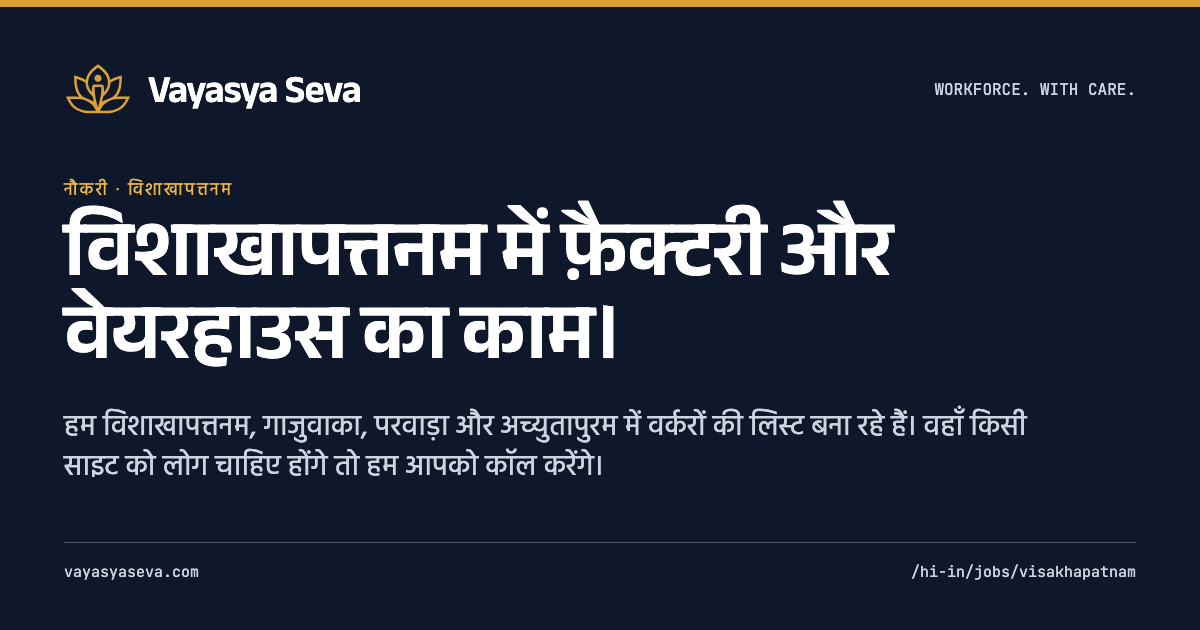 Vayasya Seva
WORKFORCE. WITH CARE.
नौकरी · विशाखापत्तनम
विशाखापत्तनम में फ़ैक्टरी और
वेयरहाउस का काम।
हम विशाखापत्तनम, गाजुवाका, परवाड़ा और अच्युतापुरम में वर्करों की लिस्ट बना रहे हैं। वहाँ किसी
साइट को लोग चाहिए होंगे तो हम आपको कॉल करेंगे।
vayasyaseva.com
/hi-in/jobs/visakhapatnam